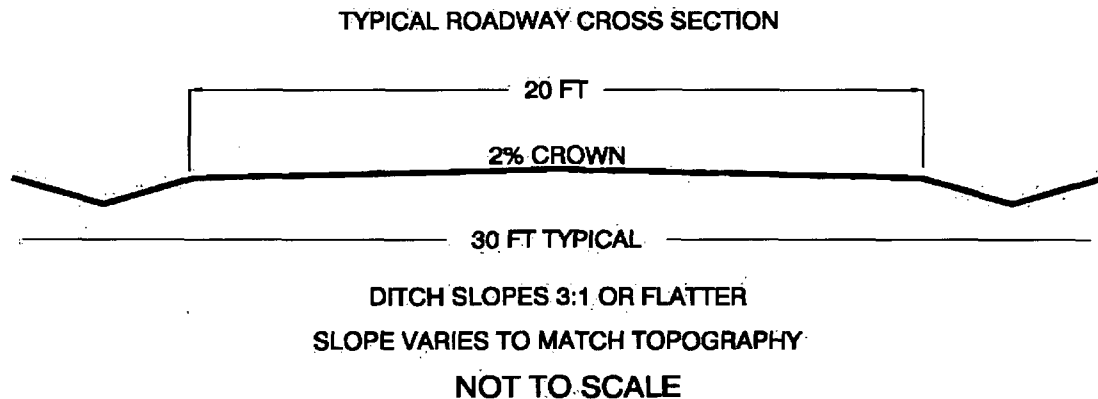 TYPICAL ROADWAY CROSS SECTION
20 FT
2% CROWN
30 FT TYPICAL
DITCH SLOPES 3:1 OR FLATTER
SLOPE VARIES TO MATCH TOPOGRAPHY
NOT TO SCALE